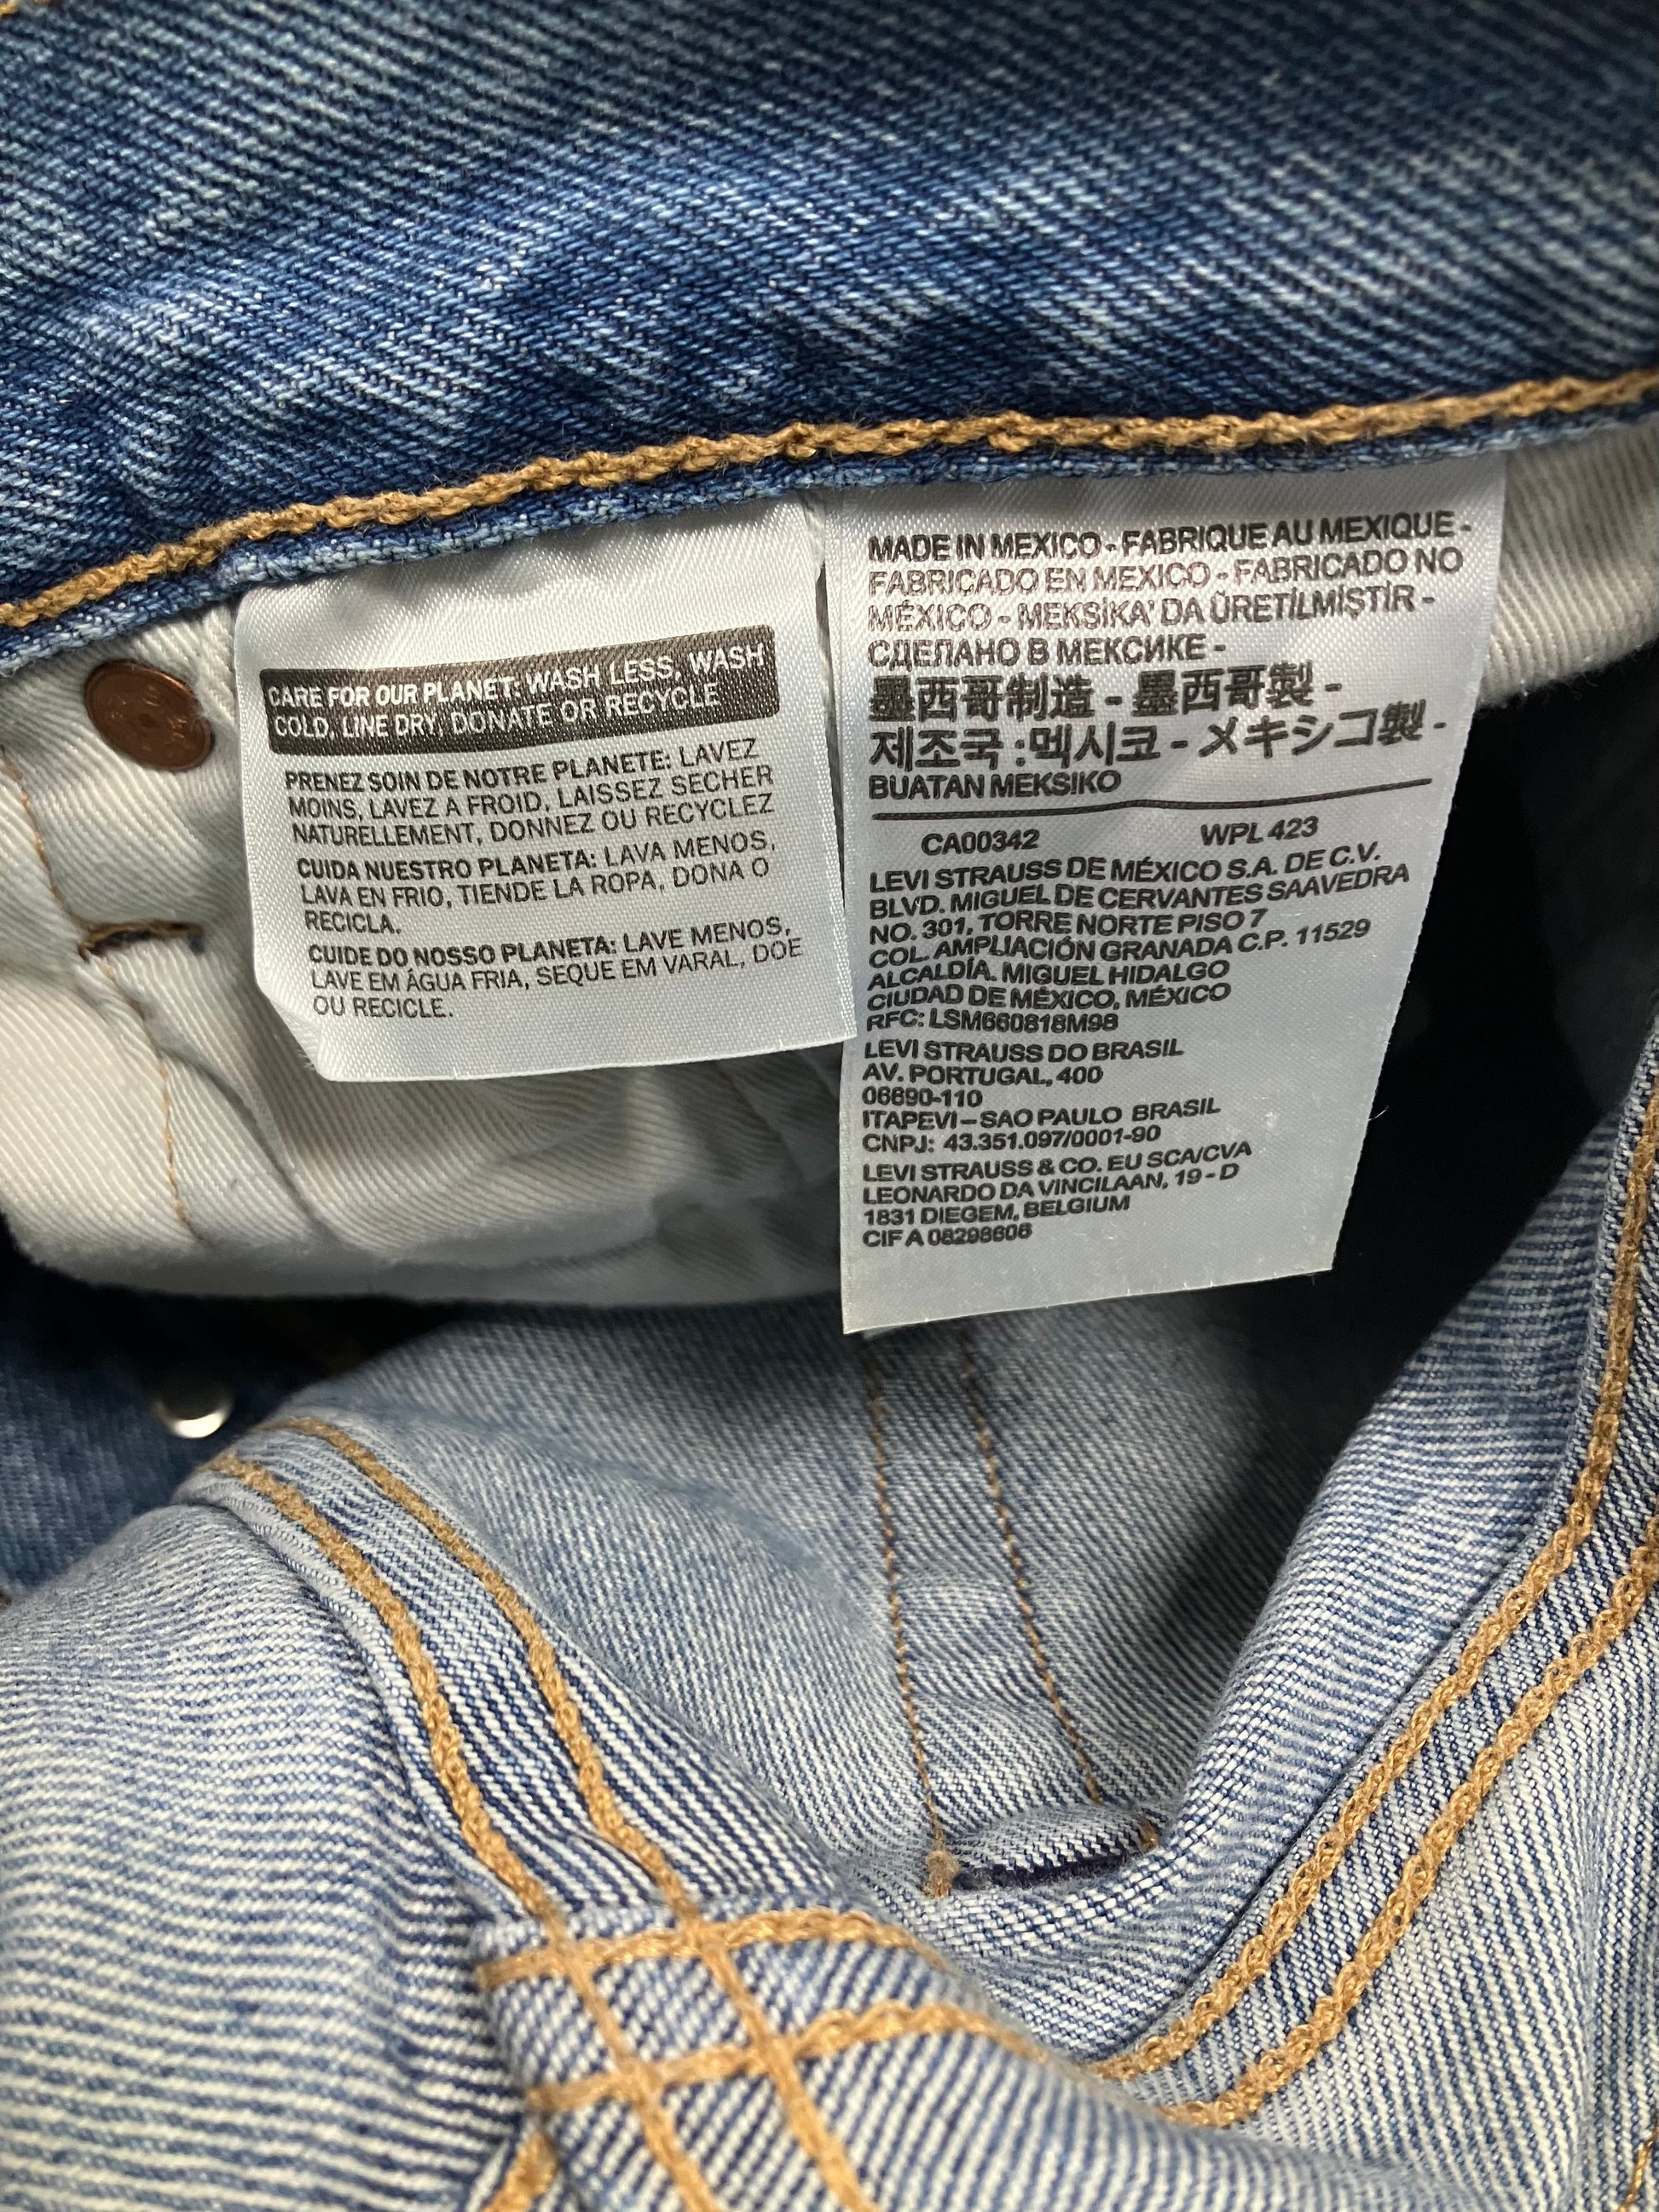 CARE FOR OUR PLANET: WASH LESS, WASH
COLD, LINE DRY, DONATE OR RECYCLE
PRENEZ SOIN DE NOTRE PLANETE: LAVEZ
MOINS, LAVEZ A FROID, LAISSEZ SECHER
NATURELLEMENT, DONNEZ OU RECYCLEZ
CUIDA NUESTRO PLANETA: LAVA MENOS,
LAVA EN FRIO, TIENDE LA ROPA, DONA O
RECICLA.
CUIDE DO NOSSO PLANETA: LAVE MENOS,
LAVE EM ÁGUA FRIA, SEQUE EM VARAL, DOE
OU RECICLE.
MADE IN MEXICO - FABRIQUE AU MEXIQUE -
FABRICADO EN MEXICO - FABRICADO NO
MÉXICO - MEKSİKA' DA ÜRETİLMİŞTİR -
СДЕЛАНО В МЕКСИКЕ -
墨西哥制造 - 墨西哥製 -
제조국 : 멕시코 - メキシコ製 -
BUATAN MEKSIKO
CA00342 WPL 423
LEVI STRAUSS DE MÉXICO S.A. DE C.V.
BLVD. MIGUEL DE CERVANTES SAAVEDRA
NO. 301, TORRE NORTE PISO 7
COL. AMPLIACIÓN GRANADA C.P. 11529
ALCALDÍA. MIGUEL HIDALGO
CIUDAD DE MÉXICO, MÉXICO
RFC: LSM660818M98
LEVI STRAUSS DO BRASIL
AV. PORTUGAL, 400
06690-110
ITAPEVI – SAO PAULO BRASIL
CNPJ: 43.351.097/0001-90
LEVI STRAUSS & CO. EU SCA/CVA
LEONARDO DA VINCILAAN, 19 - D
1831 DIEGEM, BELGIUM
CIF A 08298606